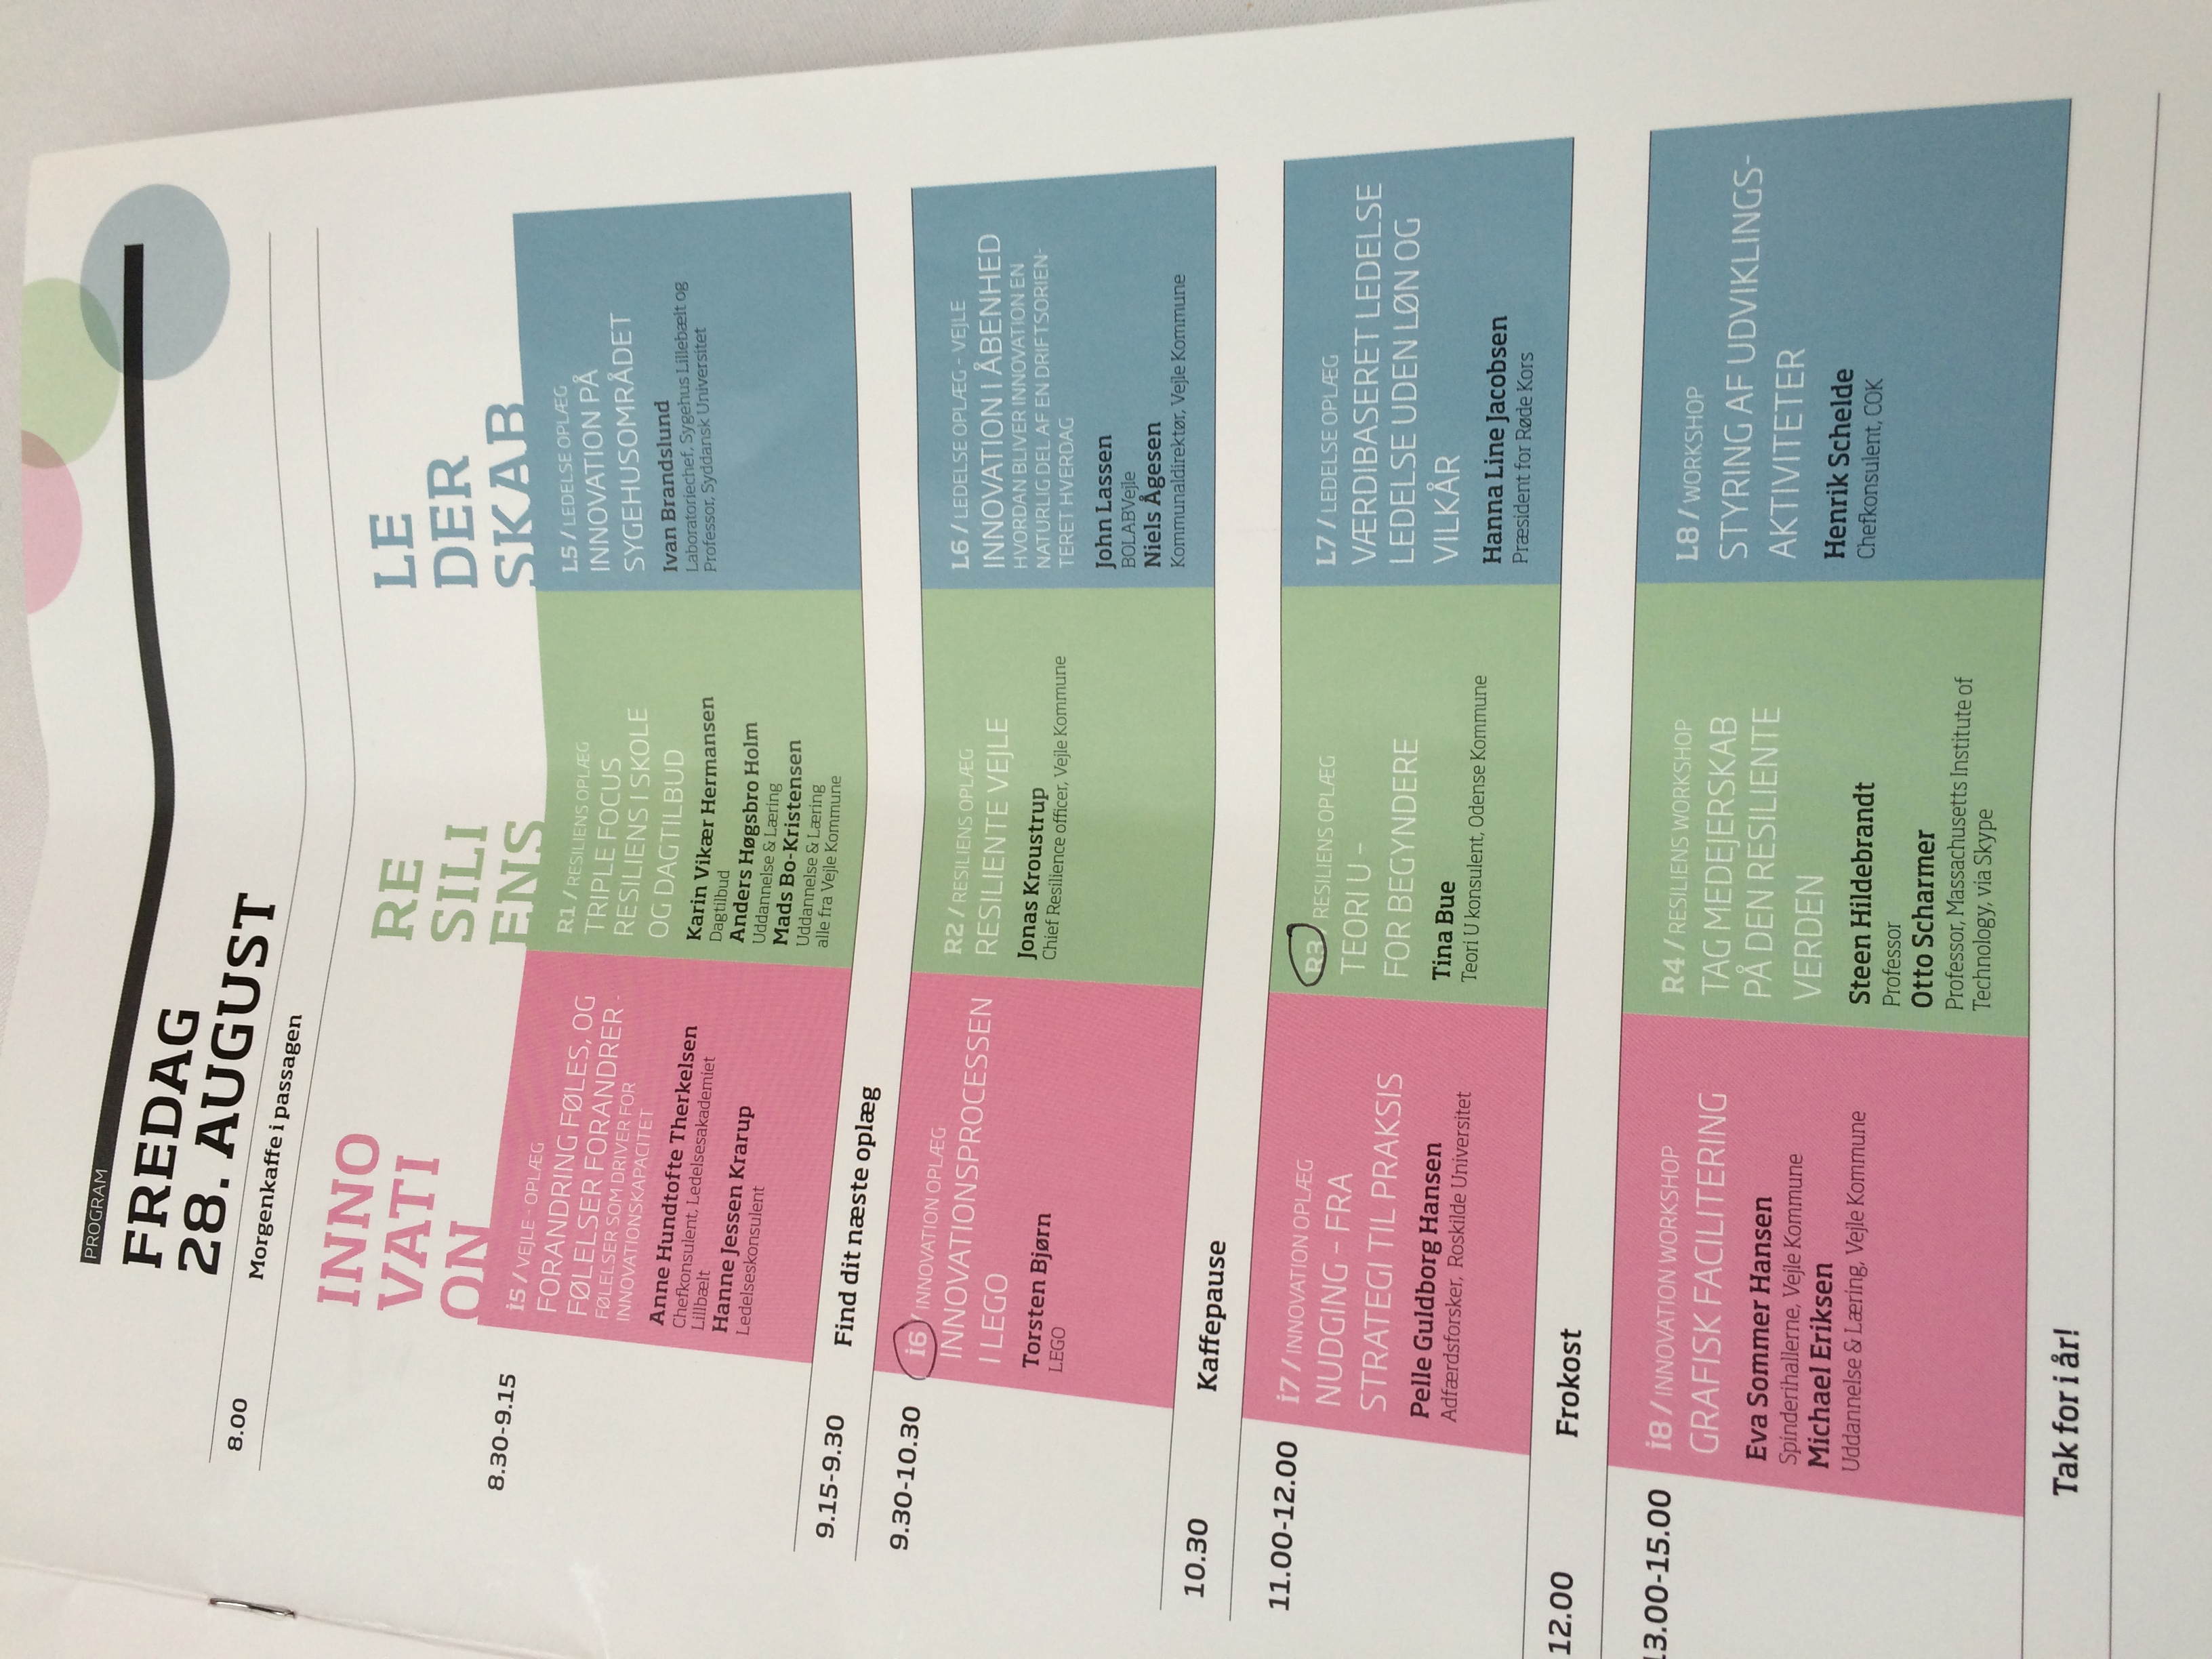 PROGRAM
FREDAG
28. AUGUST
8.00
Morgenkaffe i passagen
INNO
VATI
ON
RE
SILI
ENS
LE
DER
SKAB
8.30-9.15
i5 / VEJLE - OPLÆG
FORANDRING FØLES, OG
FØLELSER FORANDRER -
FØLELSER SOM DRIVER FOR
INNOVATIONSKAPACITET
Anne Hundtofte Therkelsen
Chefkonsulent, Ledelsesakademiet
Lillbælt
Hanne Jessen Krarup
Ledelseskonsulent
R1 / RESILIENS OPLÆG
TRIPLE FOCUS
RESILIENS I SKOLE
OG DAGTILBUD
Karin Vikær Hermansen
Dagtilbud
Anders Høgsbro Holm
Uddannelse & Læring
Mads Bo-Kristensen
Uddannelse & Læring
alle fra Vejle Kommune
L5 / LEDELSE OPLÆG
INNOVATION PÅ
SYGEHUSOMRÅDET
Ivan Brandslund
Laboratoriechef, Sygehus Lillebælt og
Professor, Syddansk Universitet
9.15-9.30
Find dit næste oplæg
9.30-10.30
i6 / INNOVATION OPLÆG
INNOVATIONSPROCESSEN
I LEGO
Torsten Bjørn
LEGO
R2 / RESILIENS OPLÆG
RESILIENTE VEJLE
Jonas Kroustrup
Chief Resilience officer, Vejle Kommune
L6 / LEDELSE OPLÆG - VEJLE
INNOVATION I ÅBENHED
HVORDAN BLIVER INNOVATION EN
NATURLIG DEL AF EN DRIFTSORIEN-
TERET HVERDAG
John Lassen
BOLABVejle
Niels Ågesen
Kommunaldirektør, Vejle Kommune
10.30
Kaffepause
11.00-12.00
i7 / INNOVATION OPLÆG
NUDGING – FRA
STRATEGI TIL PRAKSIS
Pelle Guldborg Hansen
Adfærdsforsker, Roskilde Universitet
R3 / RESILIENS OPLÆG
TEORI U –
FOR BEGYNDERE
Tina Bue
Teori U konsulent, Odense Kommune
L7 / LEDELSE OPLÆG
VÆRDIBASERET LEDELSE
LEDELSE UDEN LØN OG
VILKÅR
Hanna Line Jacobsen
Præsident for Røde Kors
12.00
Frokost
13.00-15.00
i8 / INNOVATION WORKSHOP
GRAFISK FACILITERING
Eva Sommer Hansen
Spinderihallerne, Vejle Kommune
Michael Eriksen
Uddannelse & Læring, Vejle Kommune
R4 / RESILIENS WORKSHOP
TAG MEDEJERSKAB
PÅ DEN RESILIENTE
VERDEN
Steen Hildebrandt
Professor
Otto Scharmer
Professor, Massachusetts Institute of
Technology, via Skype
L8 / WORKSHOP
STYRING AF UDVIKLINGS-
AKTIVITETER
Henrik Schelde
Chefkonsulent, COK
Tak for i år!